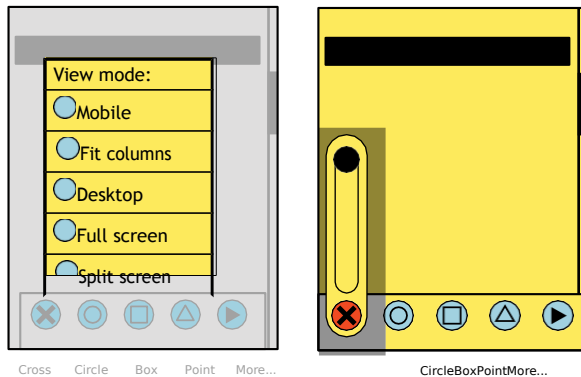 View mode:
Mobile
Fit columns
Desktop
Full screen
Split screen
Cross Circle Box Point More...
CircleBoxPointMore...